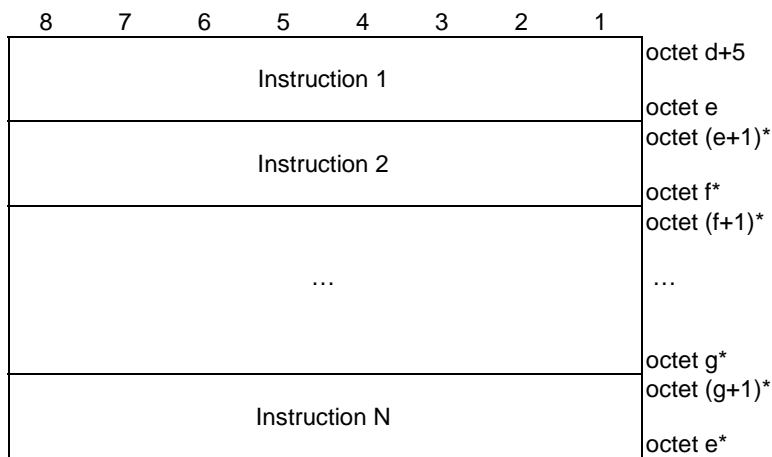 8 7 6 5 4 3 2 1
octet d+5
Instruction 1
octet e
octet (e+1)*
Instruction 2
octet f*
octet (f+1)*
… …
octet g*
octet (g+1)*
Instruction N
octet e*